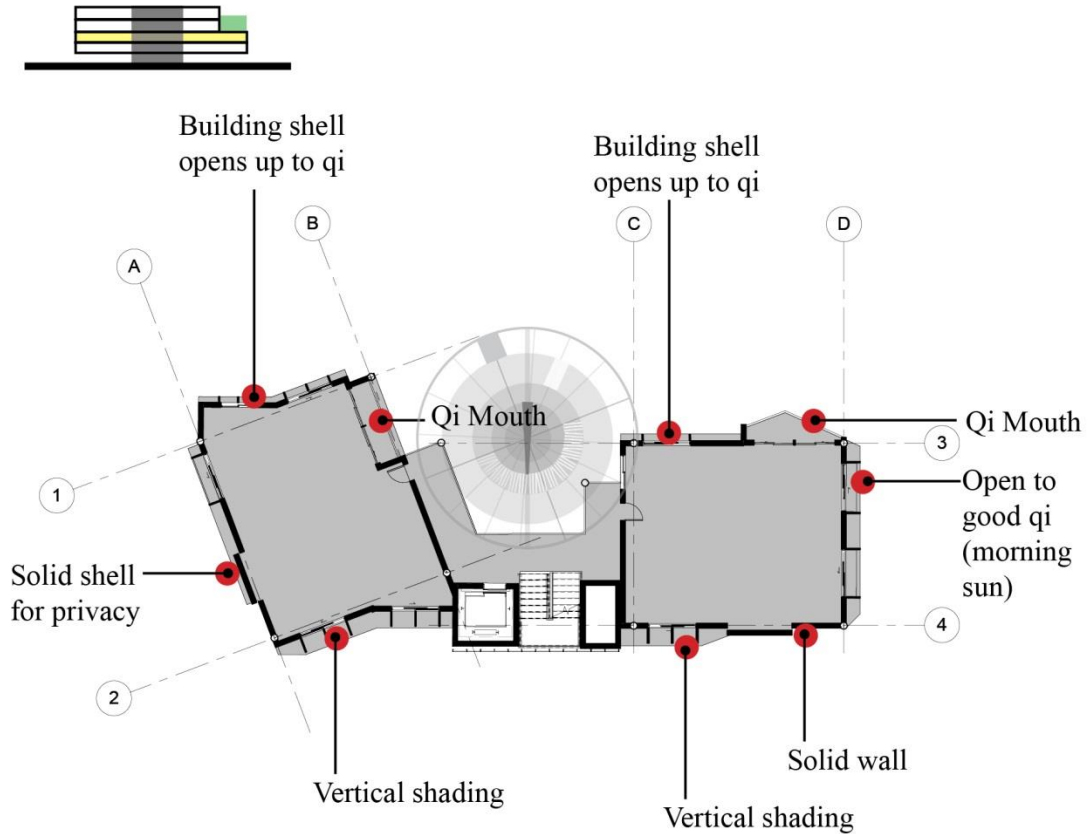 Building shell
opens up to qi
Building shell
opens up to qi
B
C
D
A
Qi Mouth
Qi Mouth
3
1
Open to
good qi
(morning
sun)
Solid shell
for privacy
4
2
Solid wall
Vertical shading
Vertical shading